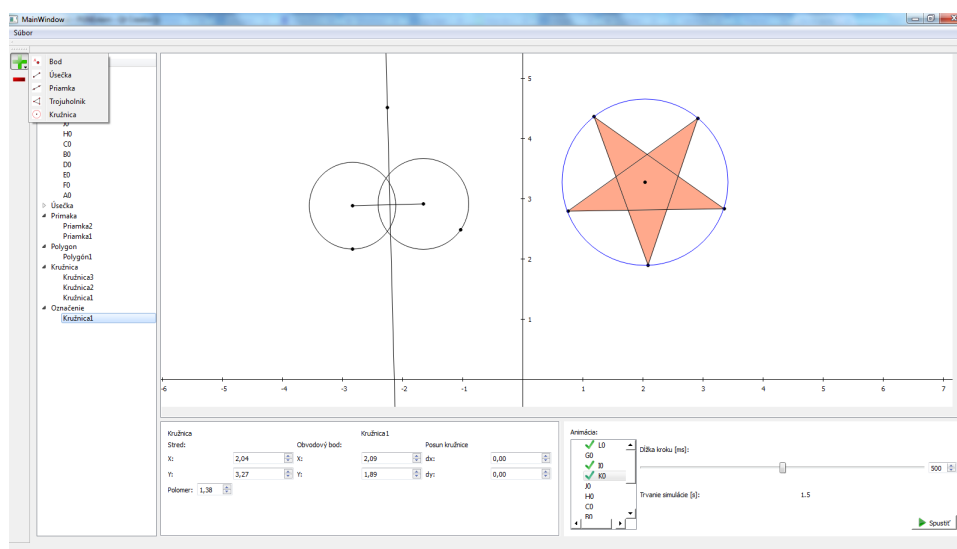 MainWindow
Súbor
Bod
Úsečka
Priamka
Trojuholník
Kružnica
H0
C0
B0
D0
E0
F0
A0
Úsečka
Primaka
Priamka2
Priamka1
Polygon
Polygón1
Kružnica
Kružnica3
Kružnica2
Kružnica1
Označenie
Kružnica1
5
4
3
2
1
-6 -5 -4 -3 -2 -1 1 2 3 4 5 6 7
Kružnica Kružnica1
Stred: Obvodový bod: Posun kružnice
X: 2,04 X: 2,09 dx: 0,00
Y: 3,27 Y: 1,89 dy: 0,00
Polomer: 1,38
Animácia:
L0
G0
I0
K0
J0
H0
C0
B0
Dĺžka kroku [ms]:
500
Trvanie simulácie [s]: 1.5
Spustiť